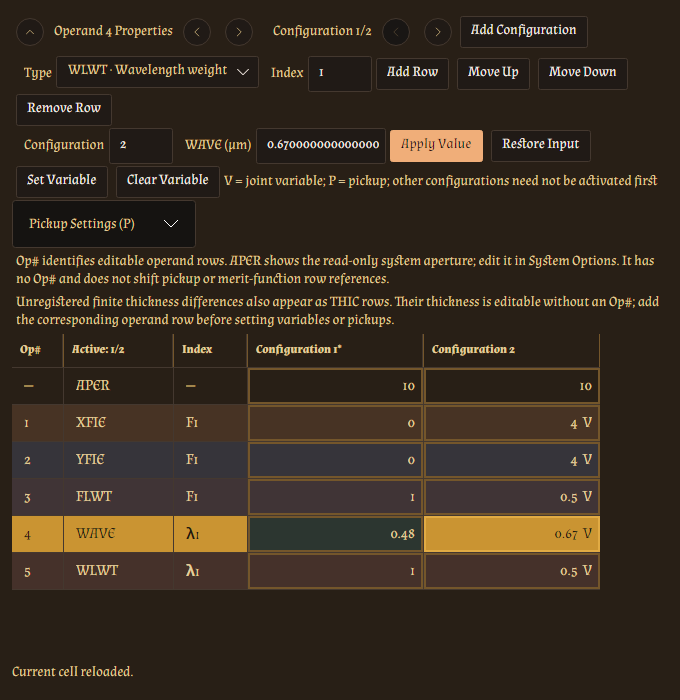 Operand 4 Properties Configuration 1/2 Add Configuration
Type WLWT · Wavelength weight Index 1 Add Row Move Up Move Down
Remove Row
Configuration 2 WAVE (µm) 0.670000000000000 Apply Value Restore Input
Set Variable Clear Variable V = joint variable; P = pickup; other configurations need not be activated first
Pickup Settings (P)
Op# identifies editable operand rows. APER shows the read-only system aperture; edit it in System Options. It has
no Op# and does not shift pickup or merit-function row references.
Unregistered finite thickness differences also appear as THIC rows. Their thickness is editable without an Op#; add
the corresponding operand row before setting variables or pickups.
Op# Active: 1/2 Index Configuration 1* Configuration 2
— APER — 10 10
1 XFIE F1 0 4 V
2 YFIE F1 0 4 V
3 FLWT F1 1 0.5 V
4 WAVE λ1 0.48 0.67 V
5 WLWT λ1 1 0.5 V
Current cell reloaded.